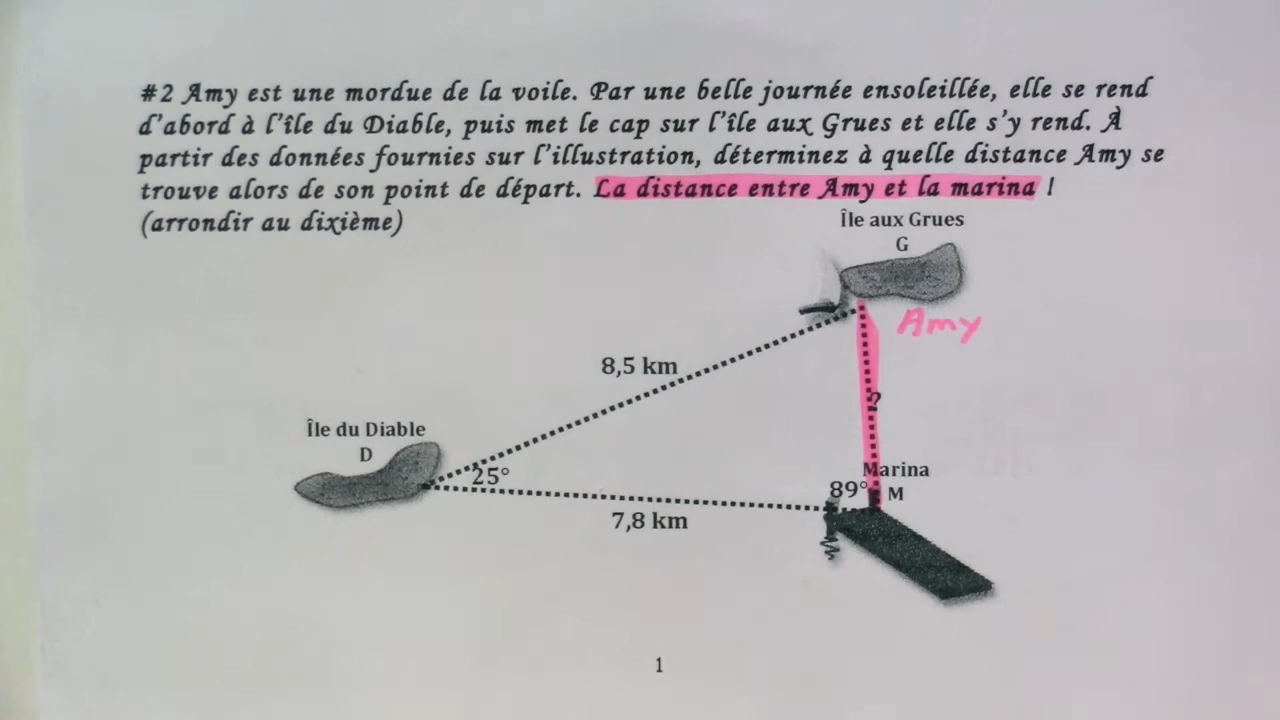 #2 Amy est une mordue de la voile. Par une belle journée ensoleillée, elle se rend
d'abord à l'île du Diable, puis met le cap sur l'île aux Grues et elle s'y rend. À
partir des données fournies sur l'illustration, déterminez à quelle distance Amy se
trouve alors de son point de départ. La distance entre Amy et la marina !
(arrondir au dixième)
Île aux Grues
G
Amy
8,5 km
?
Île du Diable
D
25°
Marina
89°
M
7,8 km
1